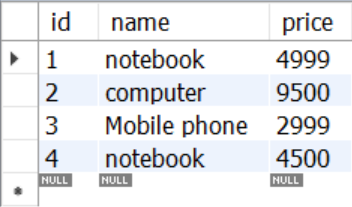 id name price
1 notebook 4999
2 computer 9500
3 Mobile phone 2999
4 notebook 4500
NULL NULL NULL